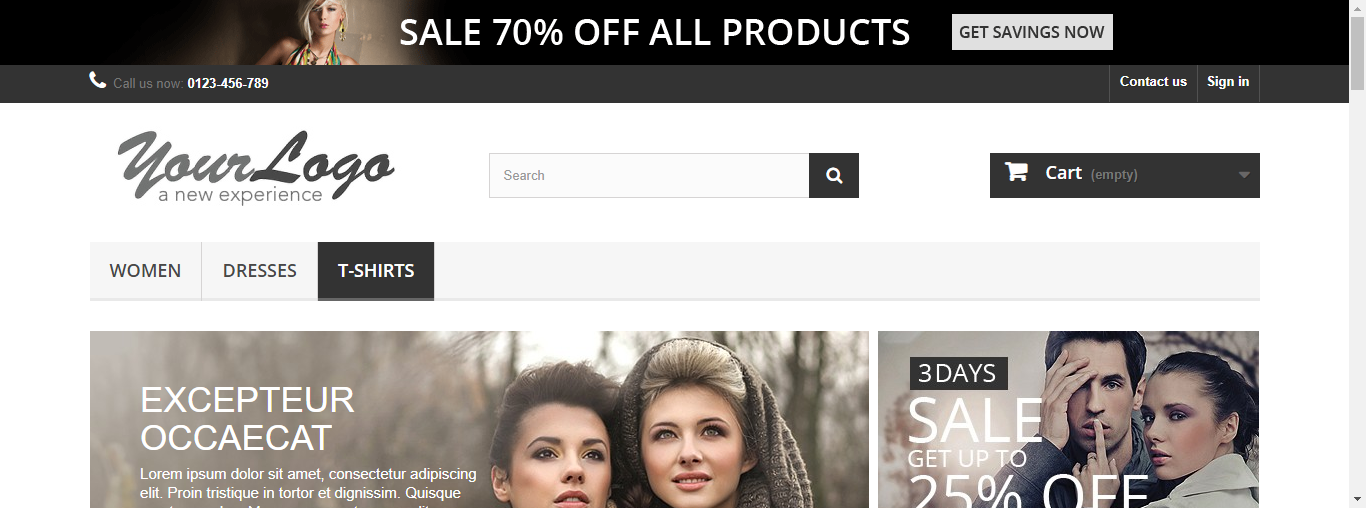 SALE 70% OFF ALL PRODUCTS
GET SAVINGS NOW
Call us now: 0123-456-789
Contact us
Sign in
YourLogo
a new experience
Search
Cart (empty)
WOMEN
DRESSES
T-SHIRTS
EXCEPTEUR
OCCAECAT
Lorem ipsum dolor sit amet, consectetur adipiscing
elit. Proin tristique in tortor et dignissim. Quisque
3 DAYS
SALE
GET UP TO
25% OFF